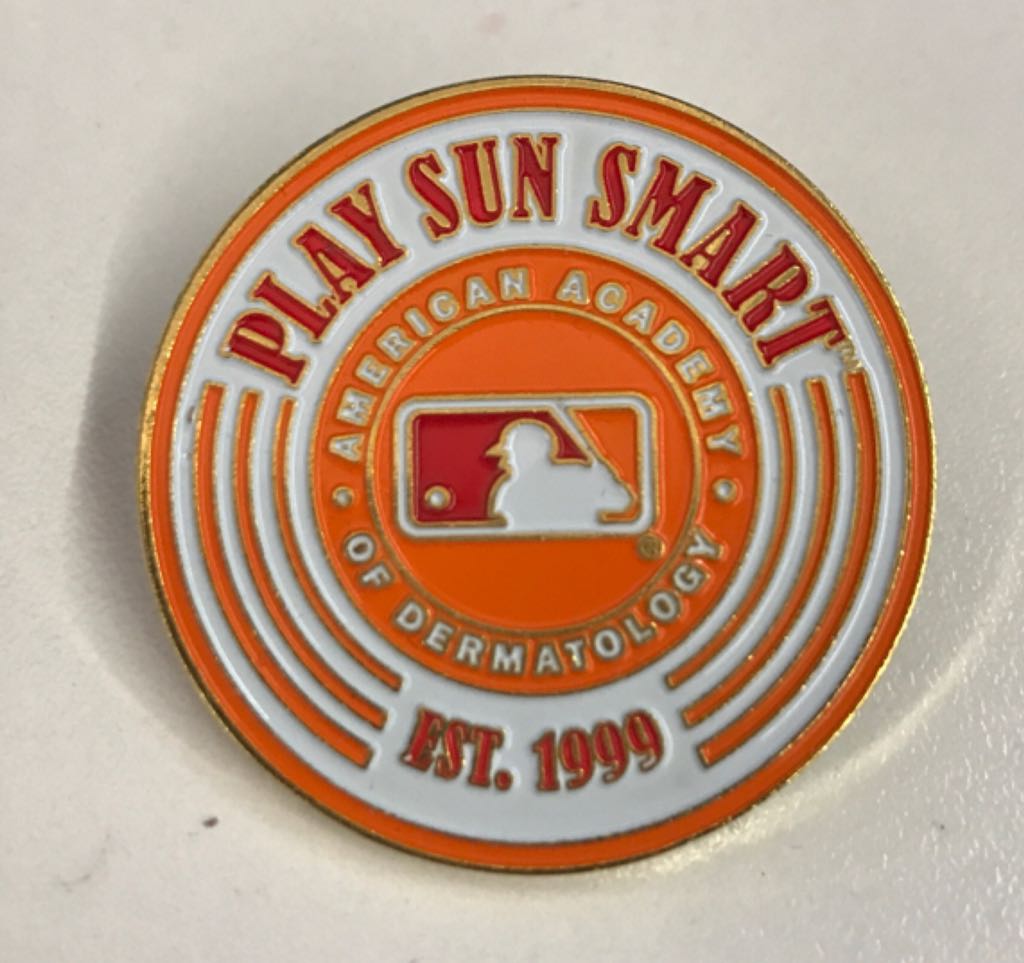 PLAY SUN SMART™
AMERICAN ACADEMY
• OF DERMATOLOGY •
®
EST. 1999